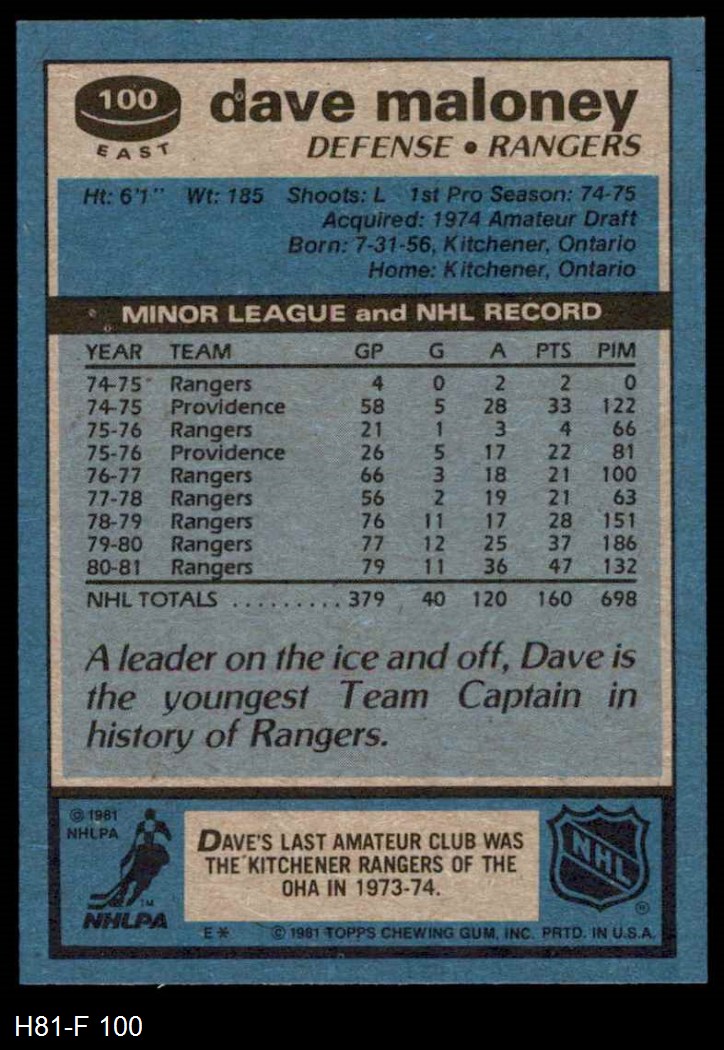 100
EAST
dave maloney
DEFENSE • RANGERS
Ht: 6'1" Wt: 185 Shoots: L 1st Pro Season: 74-75
Acquired: 1974 Amateur Draft
Born: 7-31-56, Kitchener, Ontario
Home: Kitchener, Ontario
MINOR LEAGUE and NHL RECORD
YEAR TEAM GP G A PTS PIM
74-75 Rangers 4 0 2 2 0
74-75 Providence 58 5 28 33 122
75-76 Rangers 21 1 3 4 66
75-76 Providence 26 5 17 22 81
76-77 Rangers 66 3 18 21 100
77-78 Rangers 56 2 19 21 63
78-79 Rangers 76 11 17 28 151
79-80 Rangers 77 12 25 37 186
80-81 Rangers 79 11 36 47 132
NHL TOTALS .......... 379 40 120 160 698
A leader on the ice and off, Dave is
the youngest Team Captain in
history of Rangers.
© 1981
NHLPA
TM
NHLPA
DAVE'S LAST AMATEUR CLUB WAS
THE KITCHENER RANGERS OF THE
OHA IN 1973-74.
NHL
®
E* © 1981 TOPPS CHEWING GUM, INC. PRTD. IN U.S.A.
H81-F 100